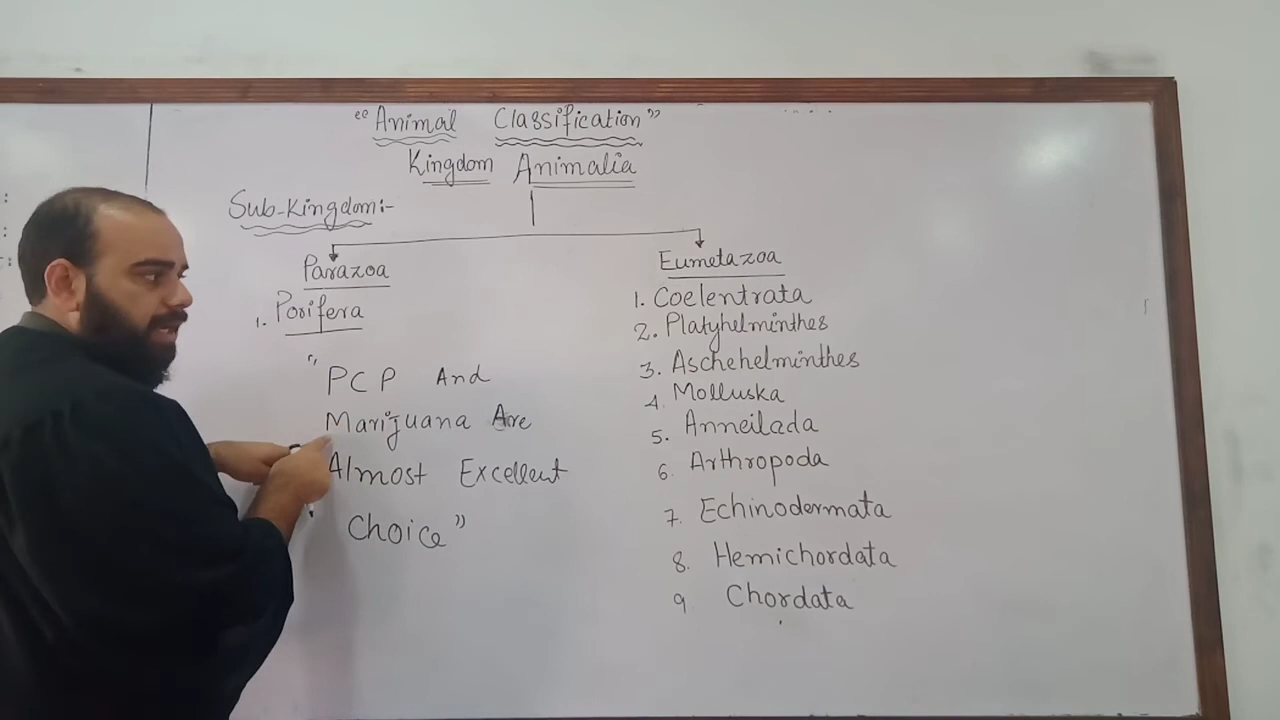 "Animal Classification"
Kingdom Animalia
Sub-Kingdom:-
Parazoa
1. Porifera
"PCP And
Marijuana Are
Almost Excellent
Choice"
Eumetazoa
1. Coelentrata
2. Platyhelminthes
3. Aschehelminthes
4. Molluska
5. Anneilada
6. Arthropoda
7. Echinodermata
8. Hemichordata
9 Chordata